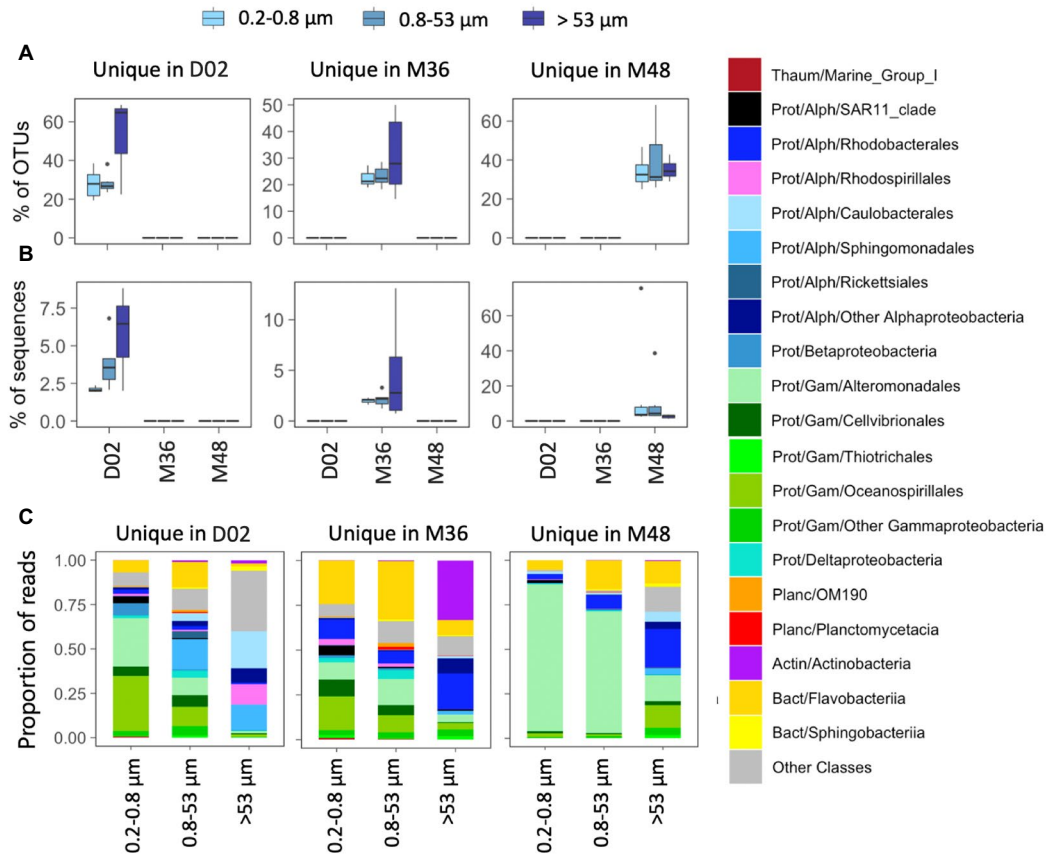 0.2-0.8 µm 0.8-53 µm > 53 µm
A
Unique in D02 Unique in M36 Unique in M48
% of OTUs
60
40
20
0
50
40
30
20
10
0
60
40
20
0
B
% of sequences
7.5
5.0
2.5
0.0
4
2
0
60
40
20
0
D02 M36 M48 D02 M36 M48 D02 M36 M48
C
Unique in D02 Unique in M36 Unique in M48
Proportion of reads
1.00
0.75
0.50
0.25
0.00
0.2-0.8 µm 0.8-53 µm >53 µm 0.2-0.8 µm 0.8-53 µm >53 µm 0.2-0.8 µm 0.8-53 µm >53 µm
Thaum/Marine_Group_I
Prot/Alph/SAR11_clade
Prot/Alph/Rhodobacterales
Prot/Alph/Rhodospirillales
Prot/Alph/Caulobacterales
Prot/Alph/Sphingomonadales
Prot/Alph/Rickettsiales
Prot/Alph/Other Alphaproteobacteria
Prot/Betaproteobacteria
Prot/Gam/Alteromonadales
Prot/Gam/Cellvibrionales
Prot/Gam/Thiotrichales
Prot/Gam/Oceanospirillales
Prot/Gam/Other Gammaproteobacteria
Prot/Deltaproteobacteria
Planc/OM190
Planc/Planctomycetacia
Actin/Actinobacteria
Bact/Flavobacteriia
Bact/Sphingobacteriia
Other Classes